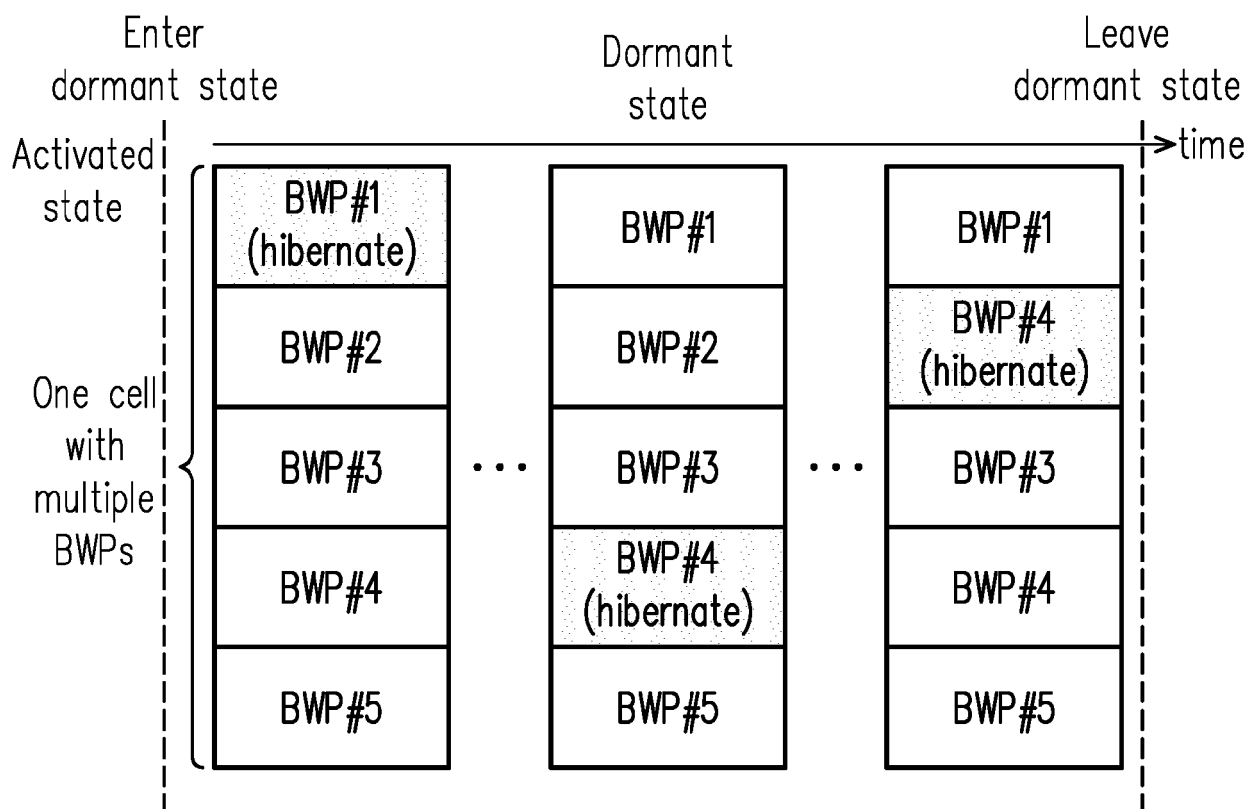 Enter
dormant state
Dormant
state
Leave
dormant state
time
Activated
state
One cell
with
multiple
BWPs
BWP#1
(hibernate)
BWP#2
BWP#3
BWP#4
BWP#5
...
BWP#1
BWP#2
BWP#3
BWP#4
(hibernate)
BWP#5
...
BWP#1
BWP#4
(hibernate)
BWP#3
BWP#4
BWP#5